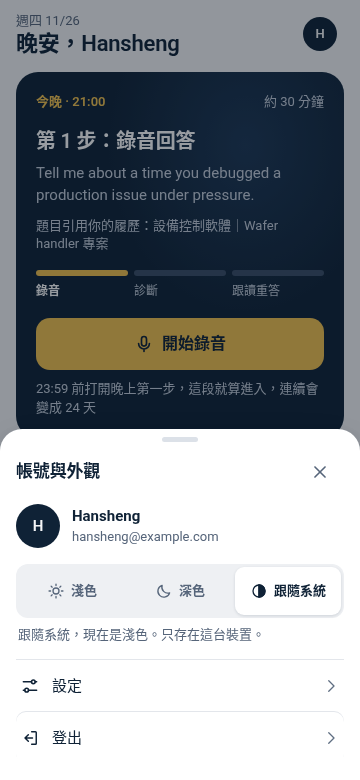 週四 11/26
晚安，Hansheng
H
今晚 · 21:00
約 30 分鐘
第 1 步：錄音回答
Tell me about a time you debugged a
production issue under pressure.
題目引用你的履歷：設備控制軟體｜Wafer
handler 專案
錄音
診斷
跟讀重答
開始錄音
23:59 前打開晚上第一步，這段就算進入，連續會
變成 24 天
帳號與外觀
H
Hansheng
hansheng@example.com
淺色
深色
跟隨系統
跟隨系統，現在是淺色。只存在這台裝置。
設定
登出